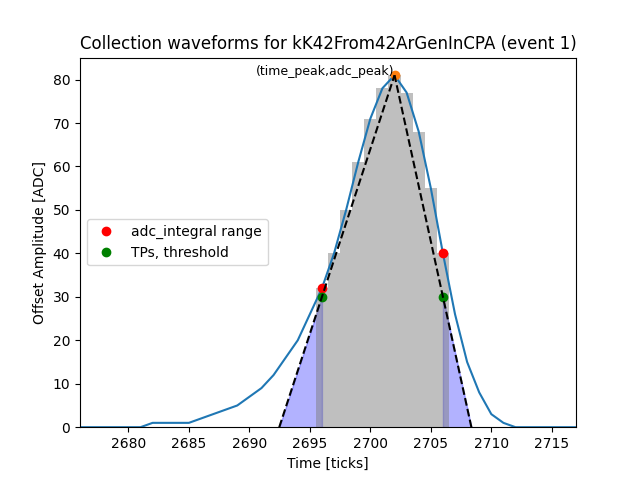 Collection waveforms for kK42From42ArGenInCPA (event 1)
(time_peak,adc_peak)
80
70
60
50
40
30
20
10
0
Offset Amplitude [ADC]
adc_integral range
TPs, threshold
2680 2685 2690 2695 2700 2705 2710 2715
Time [ticks]